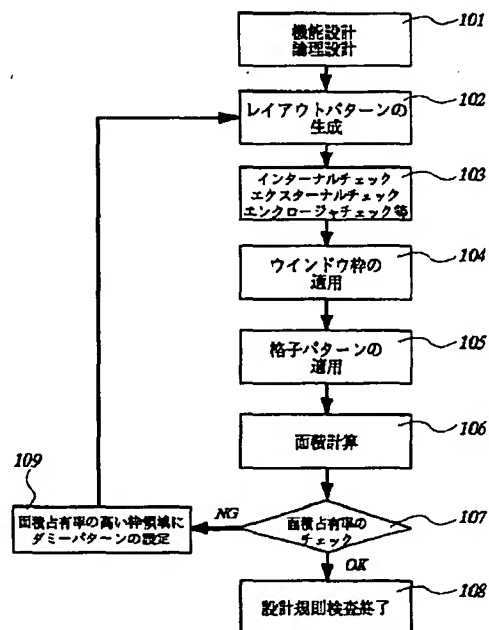 101
機能設計
論理設計
102
レイアウトパターンの
生成
103
インターナルチェック
エクスターナルチェック
エンクロージャチェック等
104
ウインドウ枠の
適用
105
格子パターンの
適用
106
面積計算
109
面積占有率の高い枠領域に
ダミーパターンの設定
NG
面積占有率の
チェック
107
OK
108
設計規則検査終了